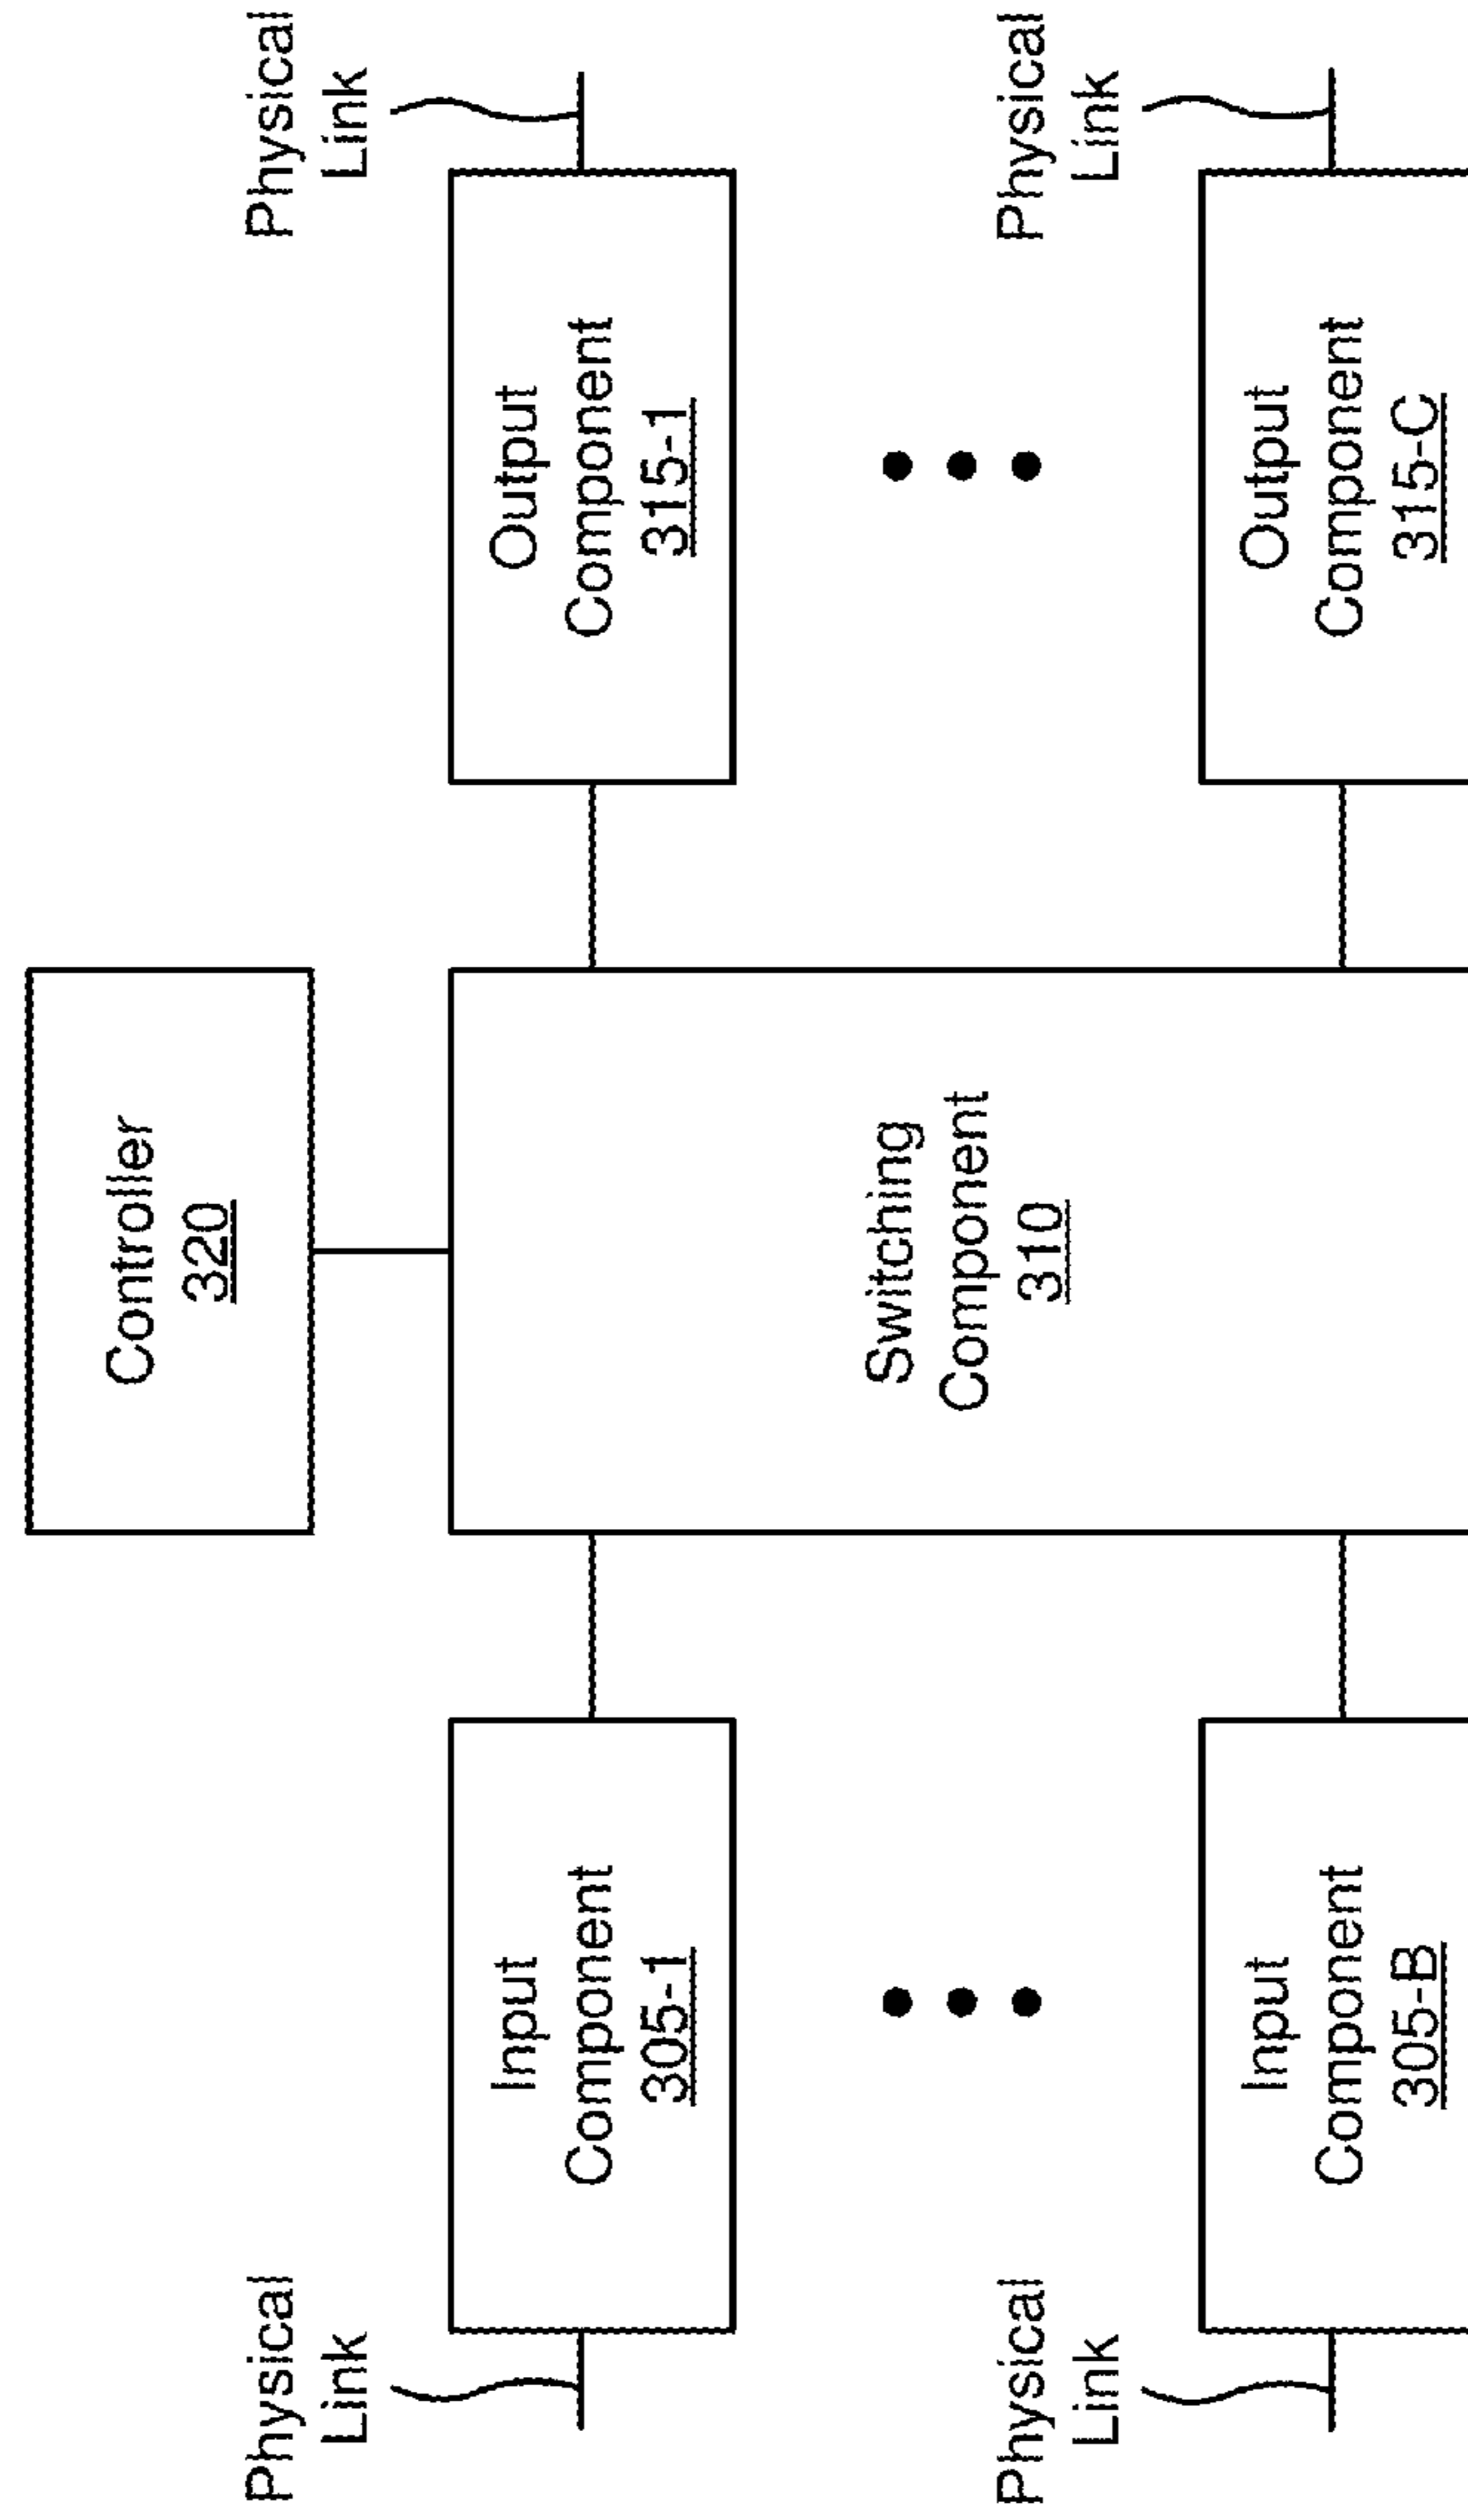 Controller
320
Physical
Link
Physical
Link
Input
Component
305-1
Switching
Component
310
Output
Component
315-1
Physical
Link
Physical
Link
Input
Component
305-B
Output
Component
315-C